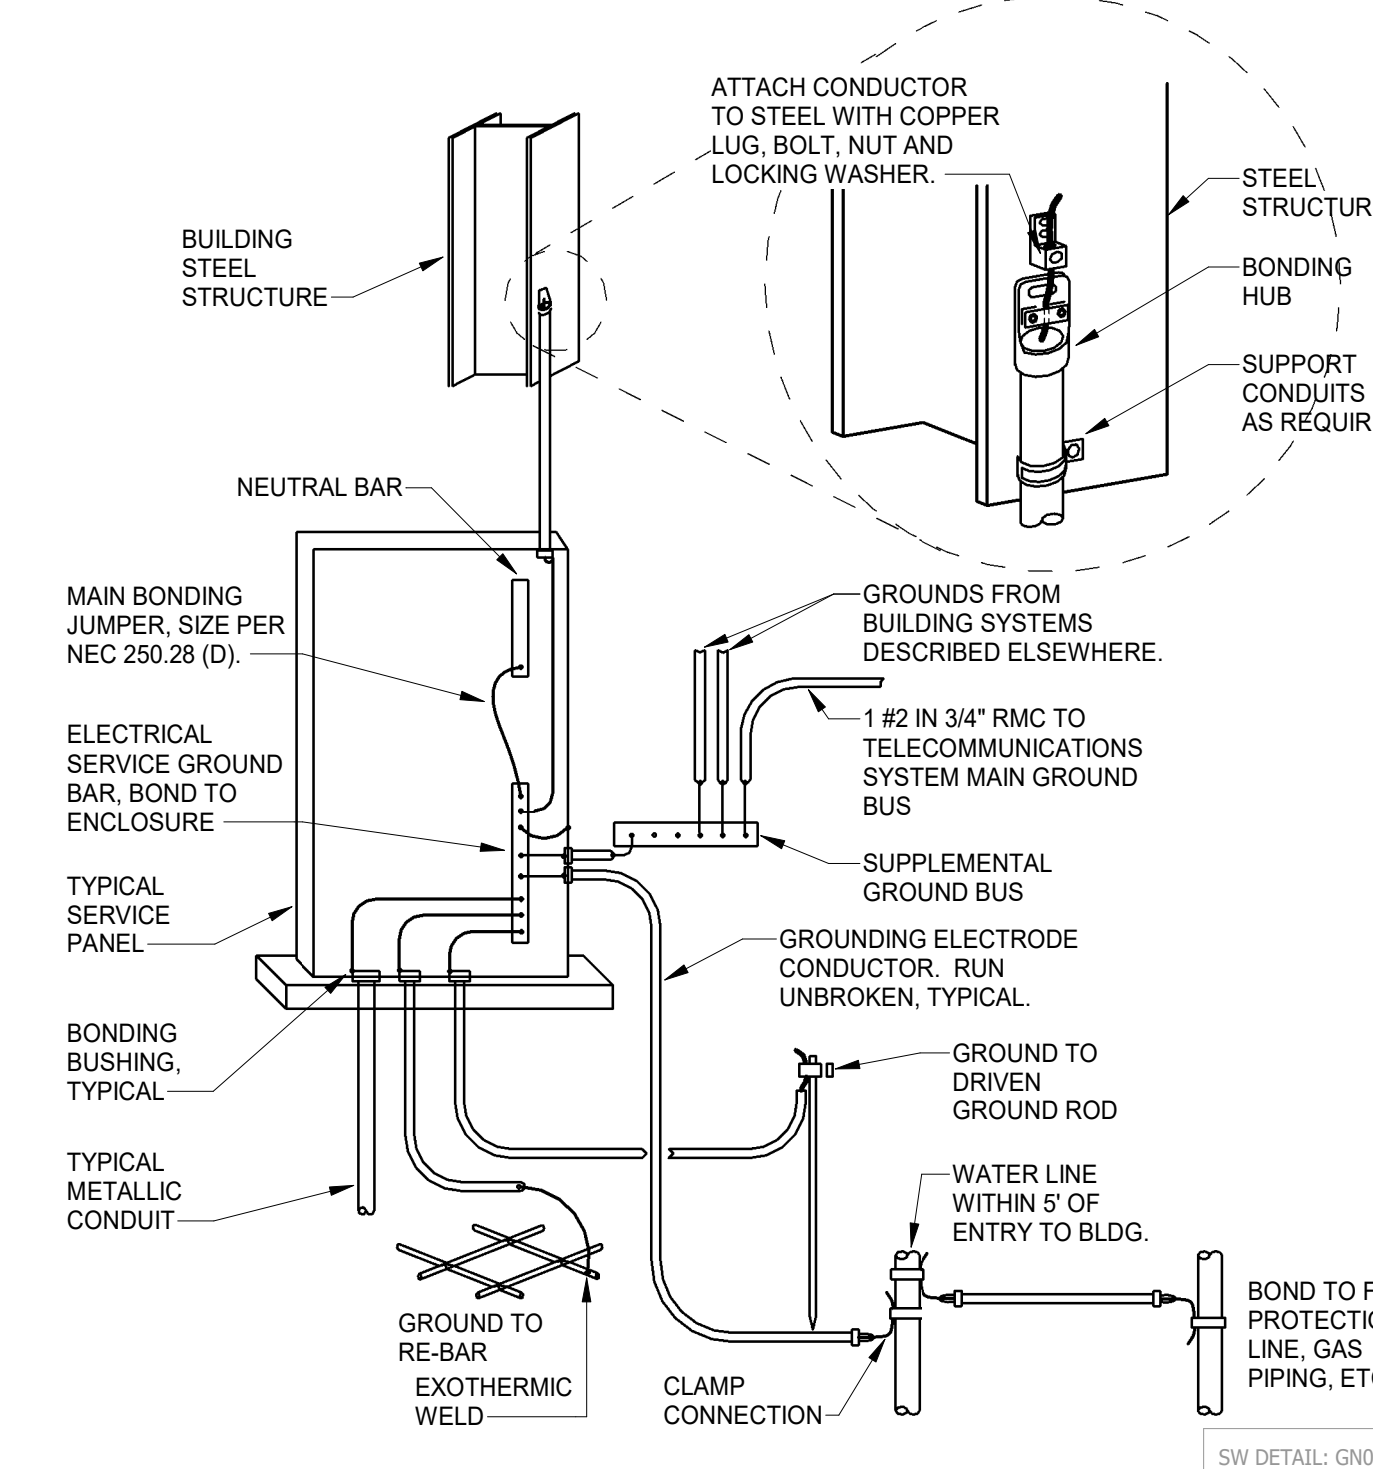 ATTACH CONDUCTOR
TO STEEL WITH COPPER
LUG, BOLT, NUT AND
LOCKING WASHER.
STEEL
STRUCTUR
BONDING
HUB
SUPPORT
CONDUITS
AS REQUIR
BUILDING
STEEL
STRUCTURE
NEUTRAL BAR
MAIN BONDING
JUMPER, SIZE PER
NEC 250.28 (D).
ELECTRICAL
SERVICE GROUND
BAR, BOND TO
ENCLOSURE
TYPICAL
SERVICE
PANEL
BONDING
BUSHING,
TYPICAL
TYPICAL
METALLIC
CONDUIT
GROUNDS FROM
BUILDING SYSTEMS
DESCRIBED ELSEWHERE.
1 #2 IN 3/4" RMC TO
TELECOMMUNICATIONS
SYSTEM MAIN GROUND
BUS
SUPPLEMENTAL
GROUND BUS
GROUNDING ELECTRODE
CONDUCTOR. RUN
UNBROKEN, TYPICAL.
GROUND TO
DRIVEN
GROUND ROD
WATER LINE
WITHIN 5' OF
ENTRY TO BLDG.
GROUND TO
RE-BAR
EXOTHERMIC
WELD
CLAMP
CONNECTION
BOND TO F
PROTECTIO
LINE, GAS
PIPING, ET
SW DETAIL: GN0